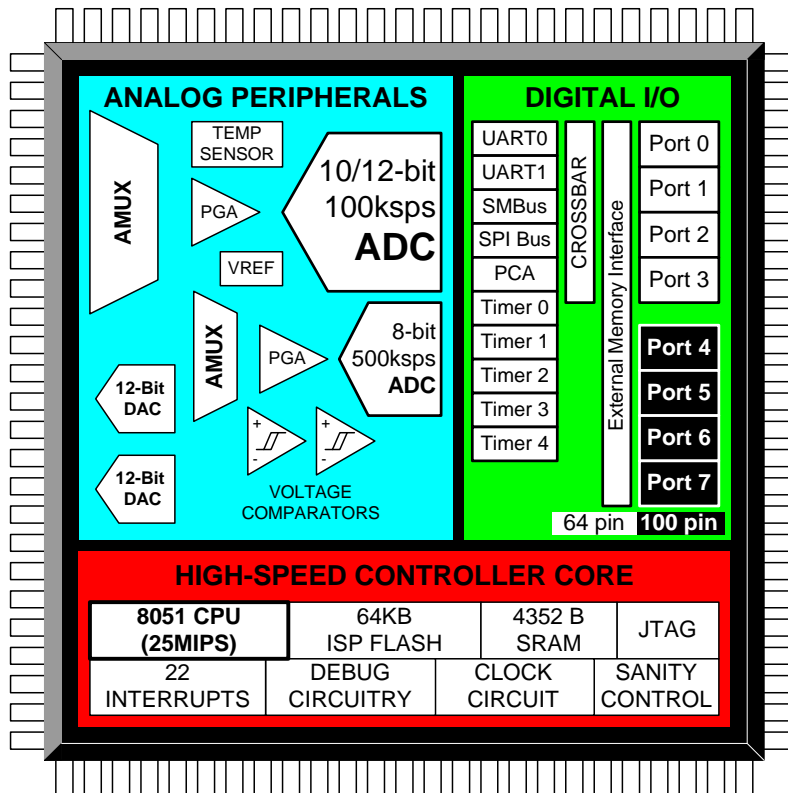 ANALOG PERIPHERALS
AMUX
TEMP
SENSOR
PGA
VREF
10/12-bit
100ksps
ADC
AMUX
PGA
8-bit
500ksps
ADC
12-Bit
DAC
12-Bit
DAC
+
-
+
-
VOLTAGE
COMPARATORS
DIGITAL I/O
UART0
UART1
SMBus
SPI Bus
PCA
Timer 0
Timer 1
Timer 2
Timer 3
Timer 4
CROSSBAR
External Memory Interface
Port 0
Port 1
Port 2
Port 3
Port 4
Port 5
Port 6
Port 7
64 pin 100 pin
HIGH-SPEED CONTROLLER CORE
8051 CPU
(25MIPS)
64KB
ISP FLASH
4352 B
SRAM
JTAG
22
INTERRUPTS
DEBUG
CIRCUITRY
CLOCK
CIRCUIT
SANITY
CONTROL